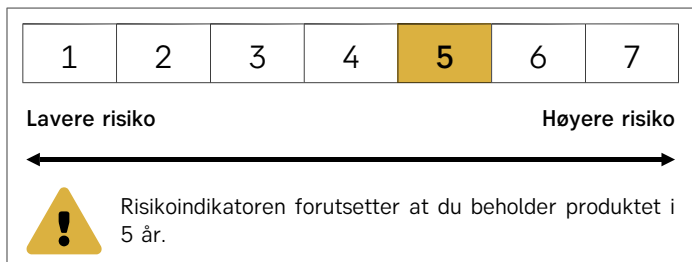 1 2 3 4 5 6 7
Lavere risiko Høyere risiko
Risikoindikatoren forutsetter at du beholder produktet i
5 år.